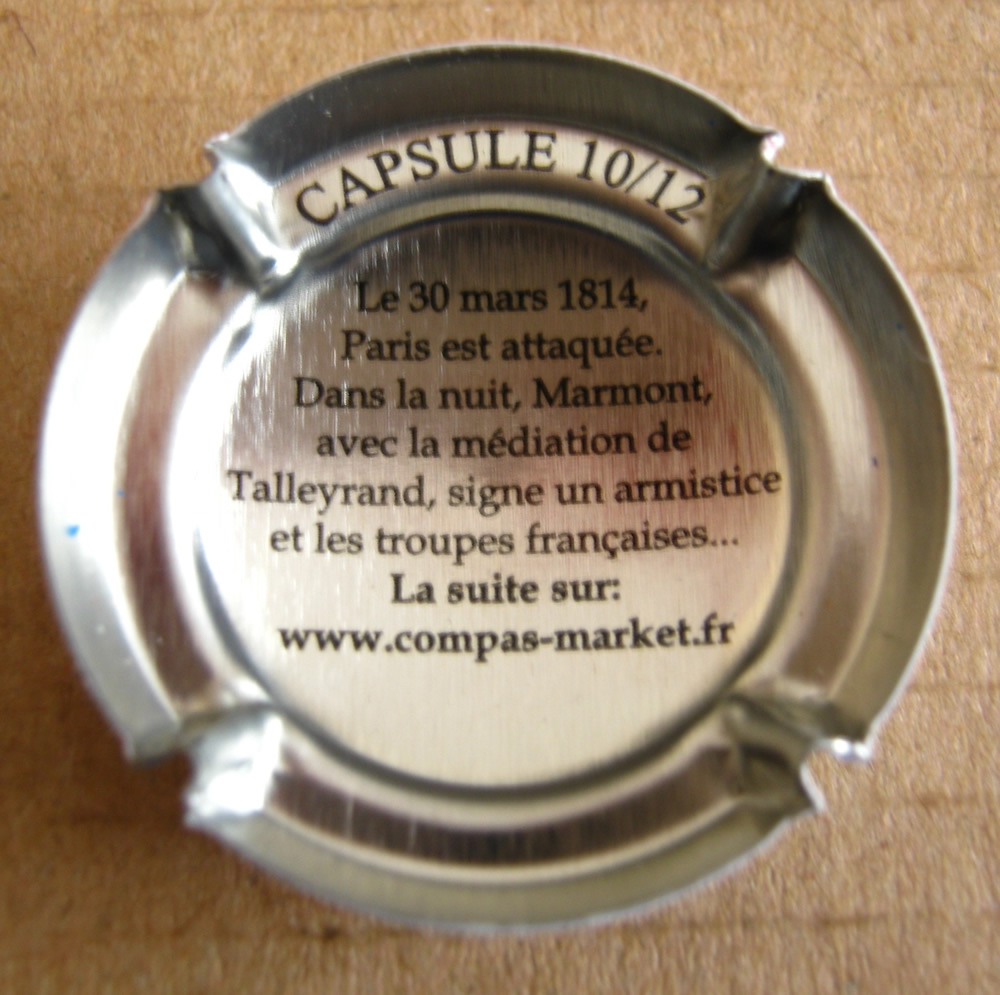 CAPSULE 10/12
Le 30 mars 1814,
Paris est attaquée.
Dans la nuit, Marmont,
avec la médiation de
Talleyrand, signe un armistice
et les troupes françaises...
La suite sur:
www.compas-market.fr